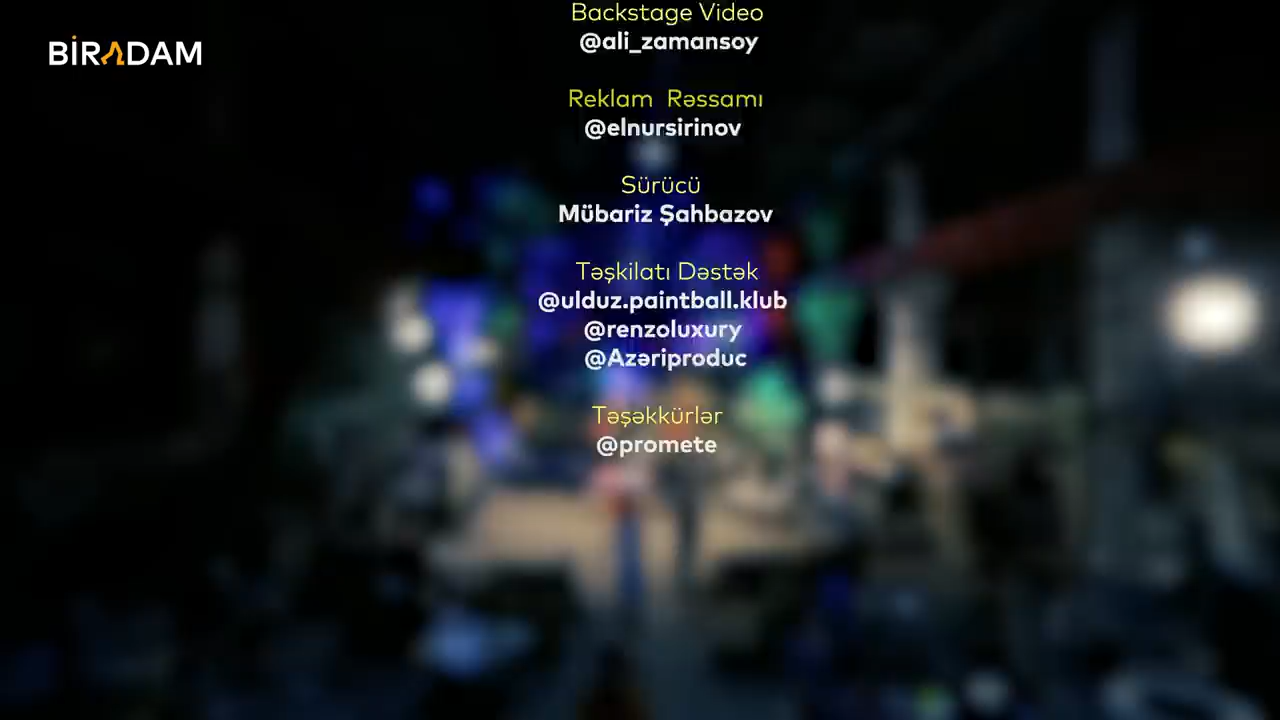 BİRADAM
Backstage Video
@ali_zamansoy
Reklam Rəssamı
@elnursirinov
Sürücü
Mübariz Şahbazov
Təşkilatı Dəstək
@ulduz.paintball.klub
@renzoluxury
@Azəriproduc
Təşəkkürlər
@promete